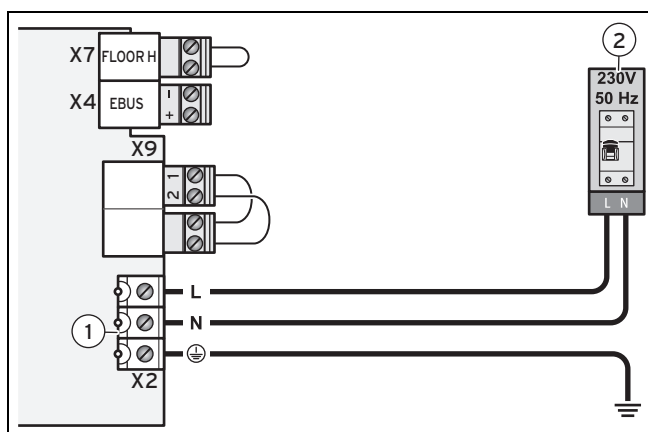 X7 FLOOR H
X4 EBUS - +
X9
1
2
L
N
X2
1
2
230V
50 Hz
L N